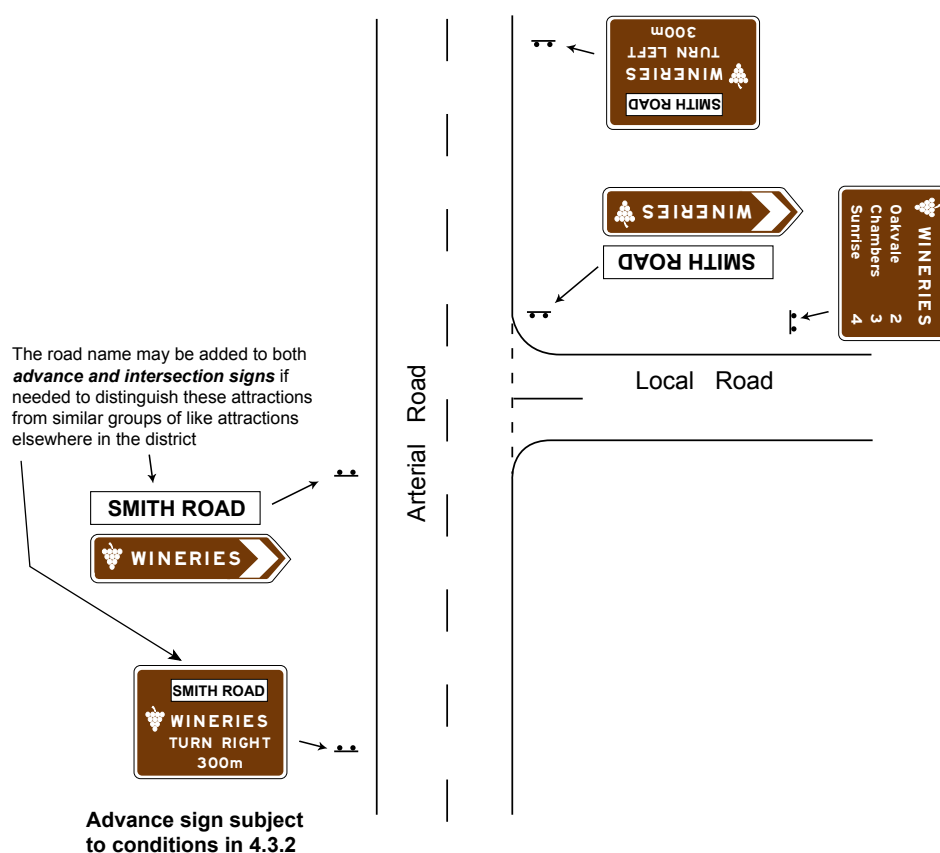 300m
TURN LEFT
WINERIES
SMITH ROAD
WINERIES
SMITH ROAD
WINERIES
Oakvale 2
Chambers 3
Sunrise 4
Local Road
Arterial Road
The road name may be added to both
advance and intersection signs if
needed to distinguish these attractions
from similar groups of like attractions
elsewhere in the district
SMITH ROAD
WINERIES
SMITH ROAD
WINERIES
TURN RIGHT
300m
Advance sign subject
to conditions in 4.3.2